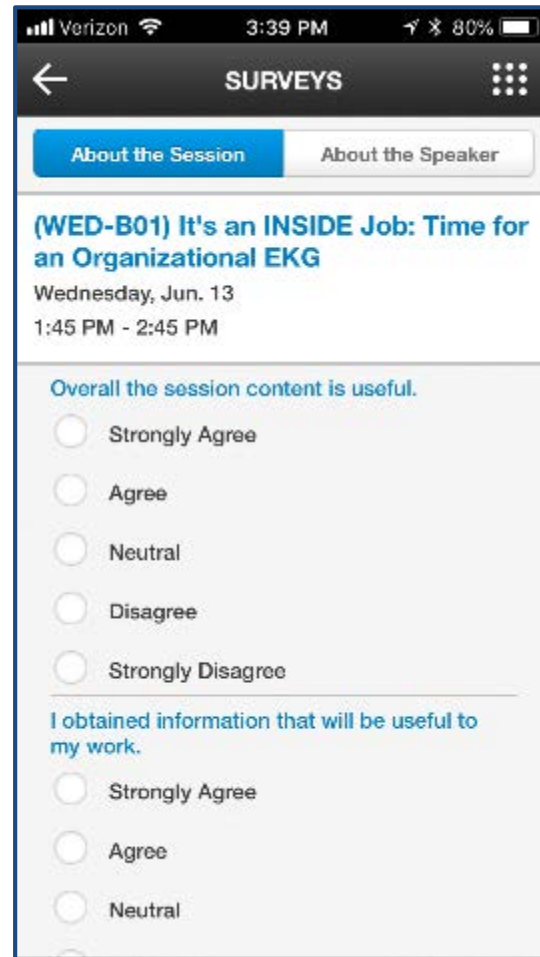 Verizon 3:39 PM 80%
SURVEYS
About the Session About the Speaker
(WED-B01) It's an INSIDE Job: Time for
an Organizational EKG
Wednesday, Jun. 13
1:45 PM - 2:45 PM
Overall the session content is useful.
Strongly Agree
Agree
Neutral
Disagree
Strongly Disagree
I obtained information that will be useful to
my work.
Strongly Agree
Agree
Neutral